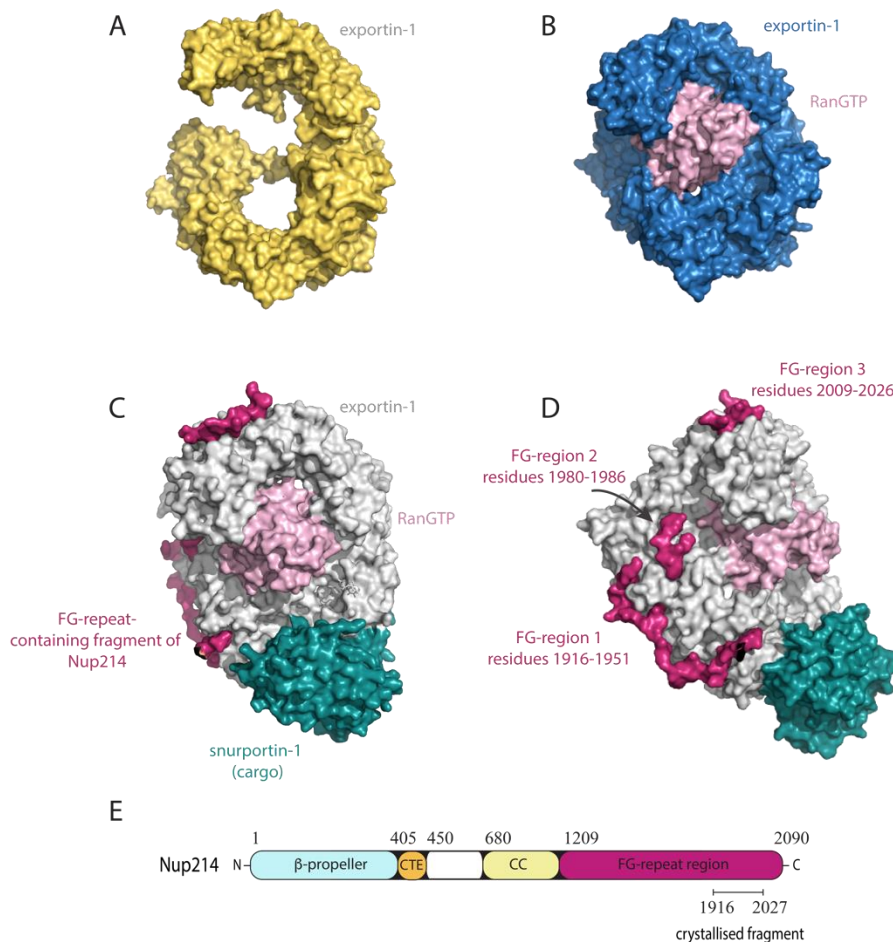 A
exportin-1
B
exportin-1
RanGTP
C
exportin-1
RanGTP
FG-repeat-
containing fragment of
Nup214
snurportin-1
(cargo)
D
FG-region 3
residues 2009-2026
FG-region 2
residues 1980-1986
FG-region 1
residues 1916-1951
E
1 405 450 680 1209 2090
Nup214 N β-propeller CTE CC FG-repeat region C
1916 2027
crystallised fragment